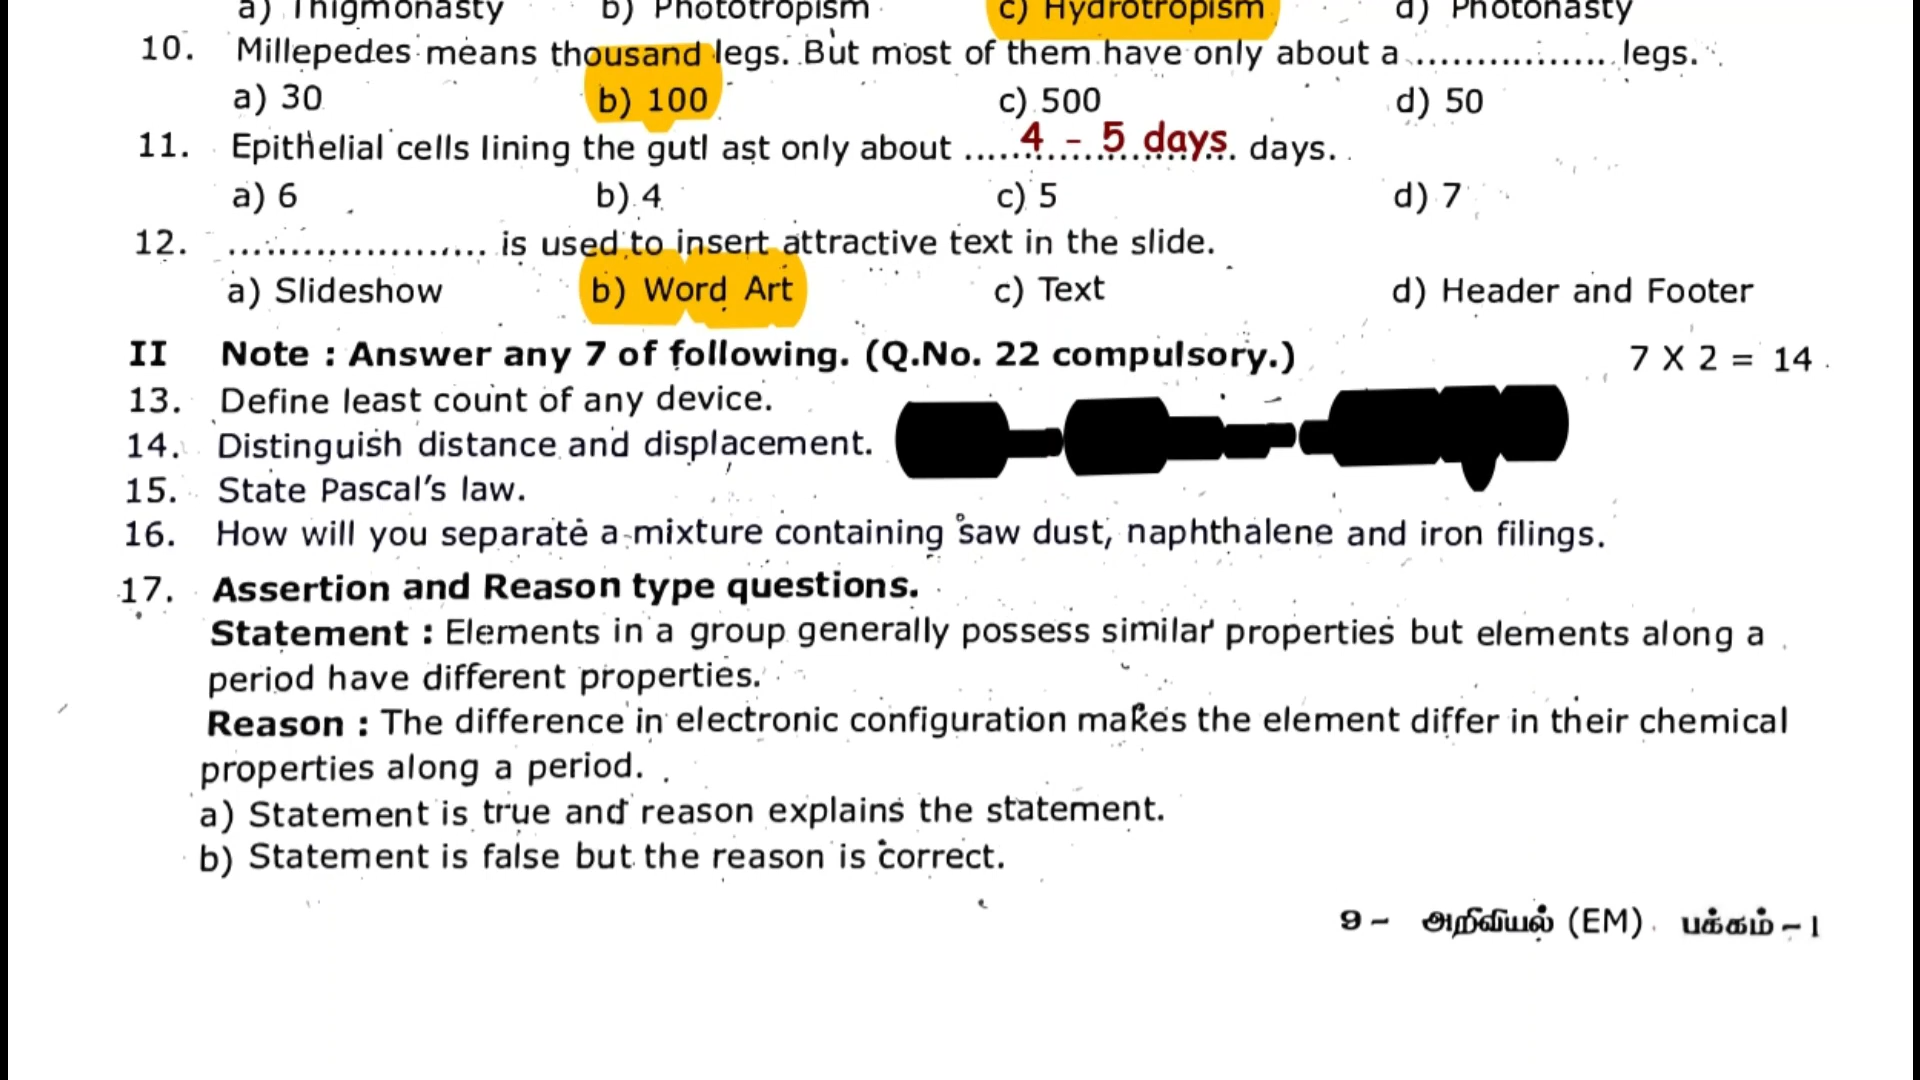 a) Thigmonasty b) Phototropism c) Hydrotropism d) Photonasty
10. Millepedes means thousand legs. But most of them have only about a ................ legs.
a) 30 b) 100 c) 500 d) 50
11. Epithelial cells lining the gutl ast only about ...... 4 - 5 days ...... days.
a) 6 b) 4 c) 5 d) 7
12. ..................... is used to insert attractive text in the slide.
a) Slideshow b) Word Art c) Text d) Header and Footer
II Note : Answer any 7 of following. (Q.No. 22 compulsory.) 7 X 2 = 14
13. Define least count of any device.
14. Distinguish distance and displacement.
15. State Pascal's law.
16. How will you separate a mixture containing saw dust, naphthalene and iron filings.
17. Assertion and Reason type questions.
Statement : Elements in a group generally possess similar properties but elements along a
period have different properties.
Reason : The difference in electronic configuration makes the element differ in their chemical
properties along a period.
a) Statement is true and reason explains the statement.
b) Statement is false but the reason is correct.
9 - அறிவியல் (EM) பக்கம் - 1